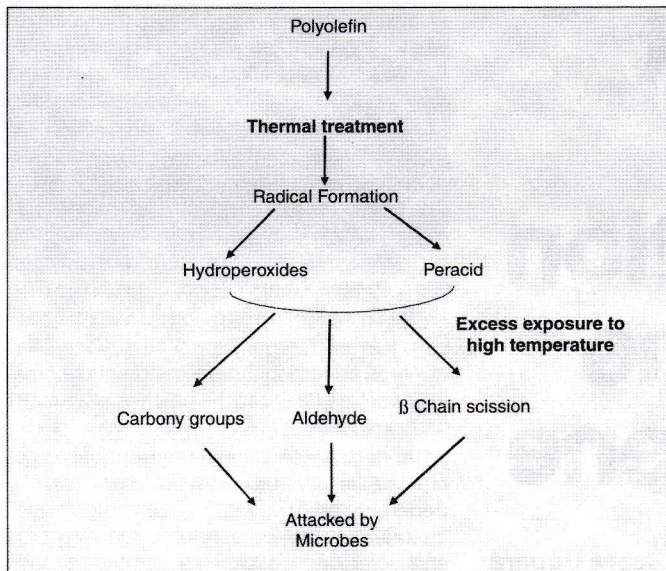 Polyolefin
Thermal treatment
Radical Formation
Hydroperoxides Peracid
Excess exposure to
high temperature
Carbony groups Aldehyde ß Chain scission
Attacked by
Microbes